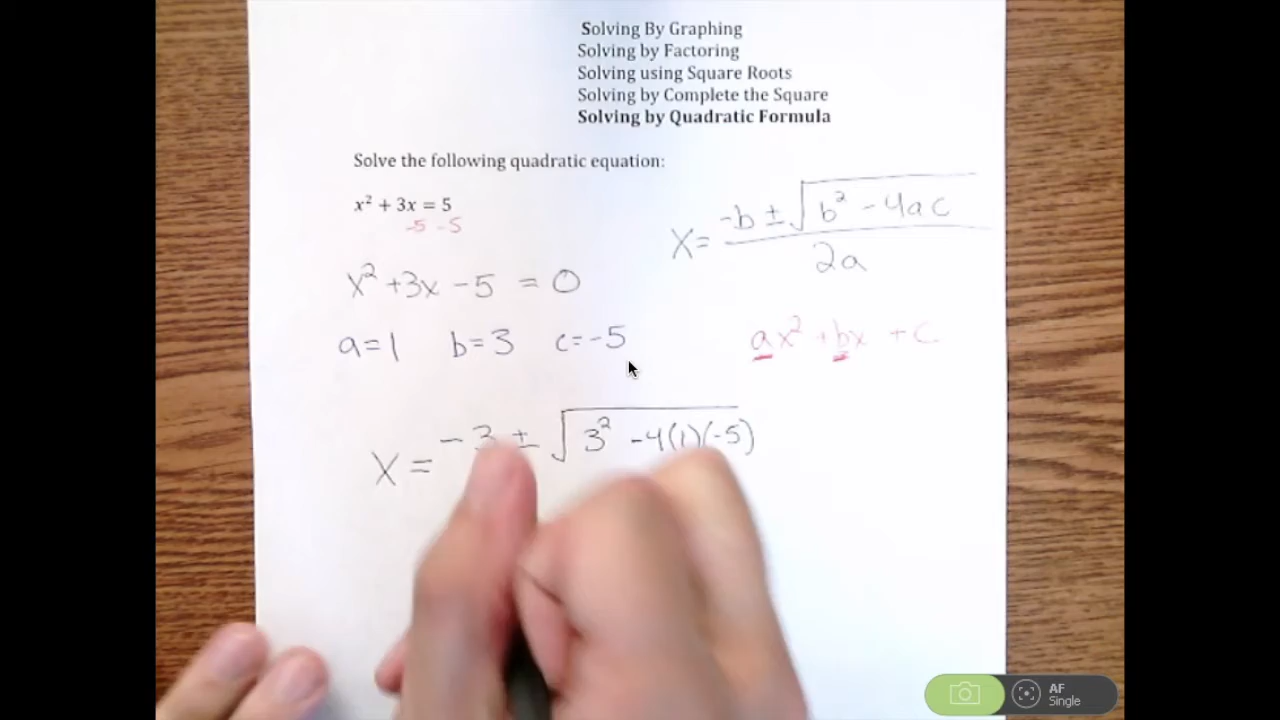 Solving By Graphing
Solving by Factoring
Solving using Square Roots
Solving by Complete the Square
Solving by Quadratic Formula
Solve the following quadratic equation:
x² + 3x = 5
-5 -5
x = -b ± √(b² - 4ac) / 2a
x² + 3x - 5 = 0
a=1 b=3 c=-5
ax² + bx + c
x = -3 ± √(3² - 4(1)(-5))
AF
Single